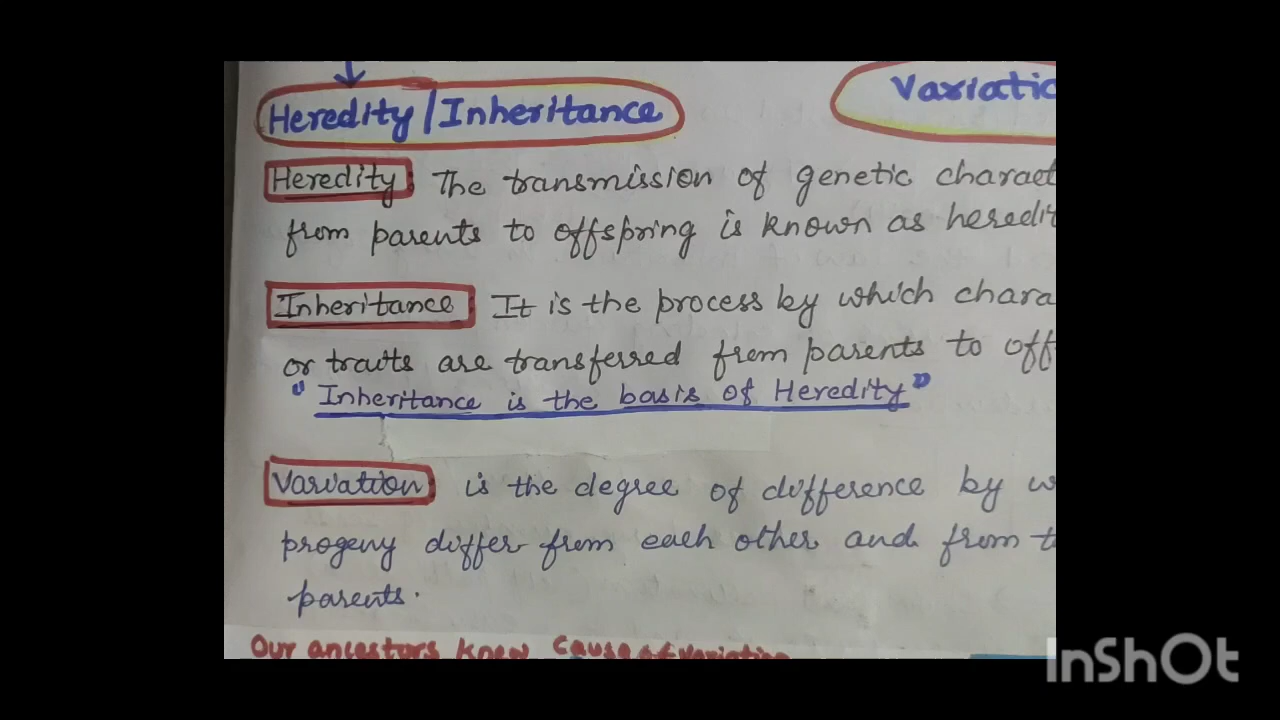 Heredity/Inheritance
Variatio
Heredity: The transmission of genetic charact
from parents to offspring is known as heredit
Inheritance It is the process by which chara
or traits are transferred from parents to off
"Inheritance is the basis of Heredity"
Variation is the degree of difference by w
progeny differ from each other and from t
parents.
Our ancestors knew cause of variation
InShOt